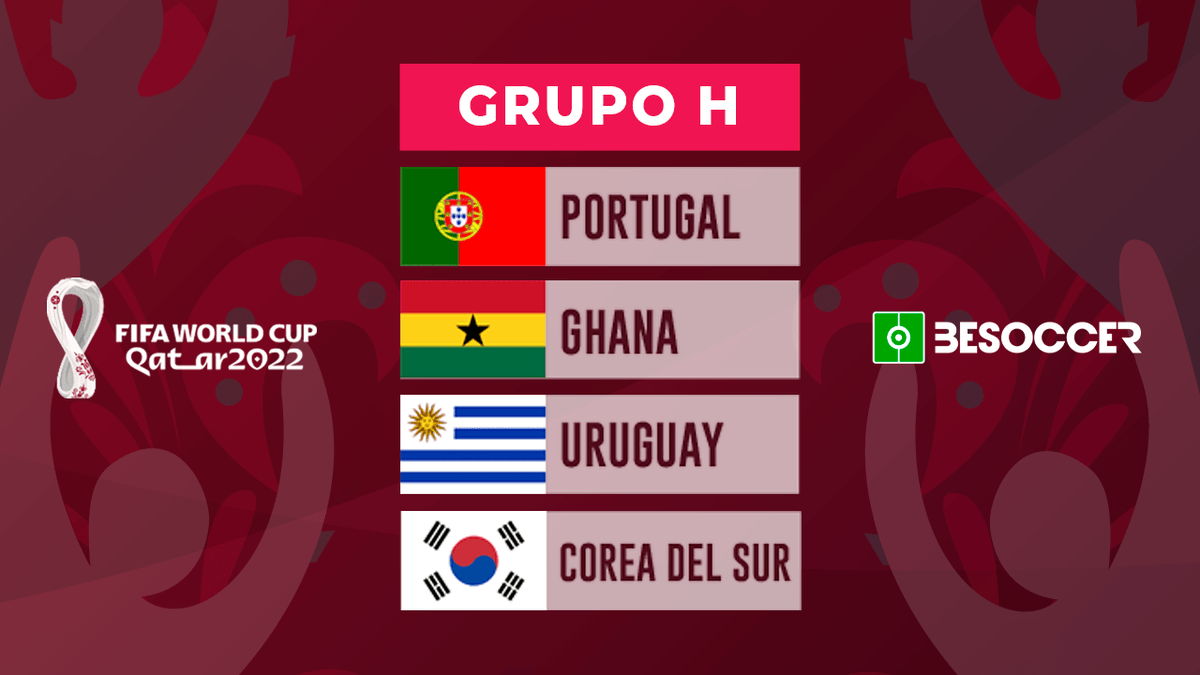 GRUPO H
PORTUGAL
GHANA
URUGUAY
COREA DEL SUR
FIFA WORLD CUP
Qatar2022
BESOCCER